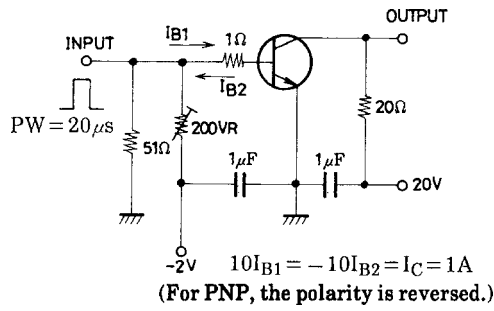 OUTPUT
INPUT
IB1
1Ω
IB2
PW=20μs
51Ω
200VR
20Ω
1μF
1μF
20V
-2V
10IB1= −10IB2=IC=1A
(For PNP, the polarity is reversed.)